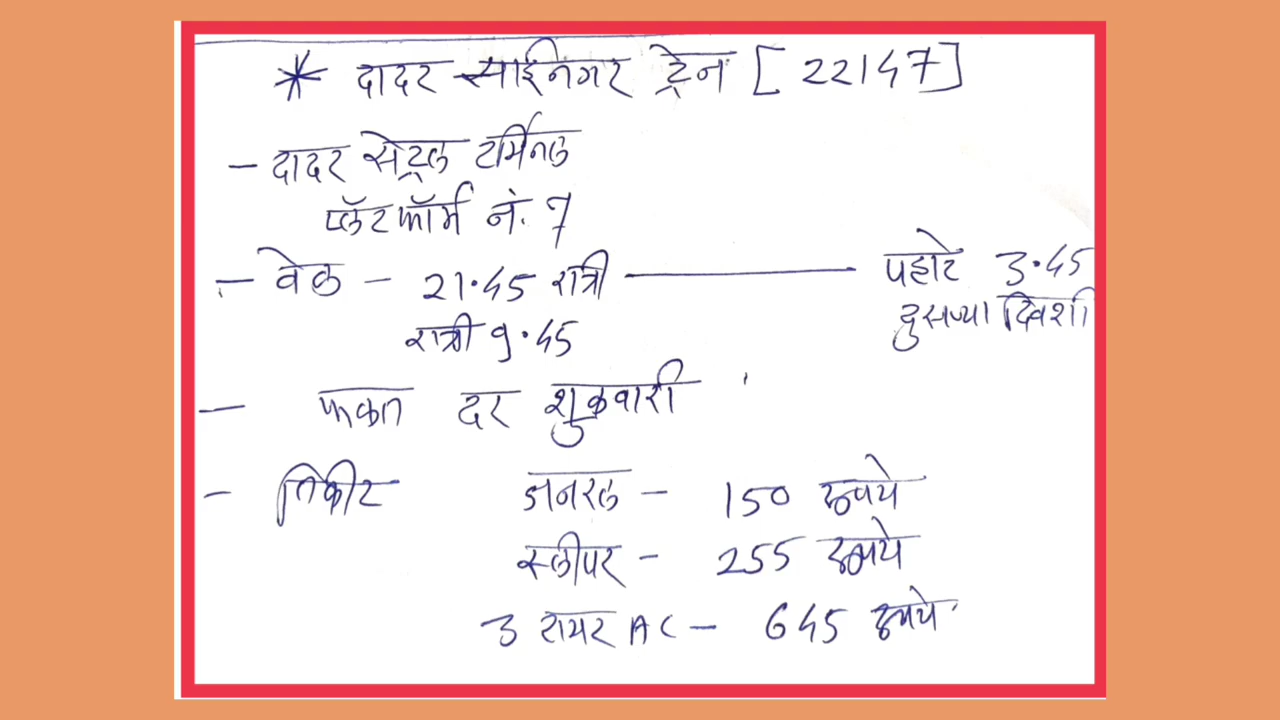 * दादर साईनगर ट्रेन [22147]
- दादर सेंट्रल टर्मिनल
प्लॅटफॉर्म नं. 7
- वेळ - 21.45 रात्री —— पहाटे 3.45
रात्री 9.45 दुसऱ्या दिवशी
- फक्त दर शुक्रवारी
- तिकीट जनरल - 150 रुपये
स्लीपर - 255 रुपये
3 टायर AC - 645 रुपये